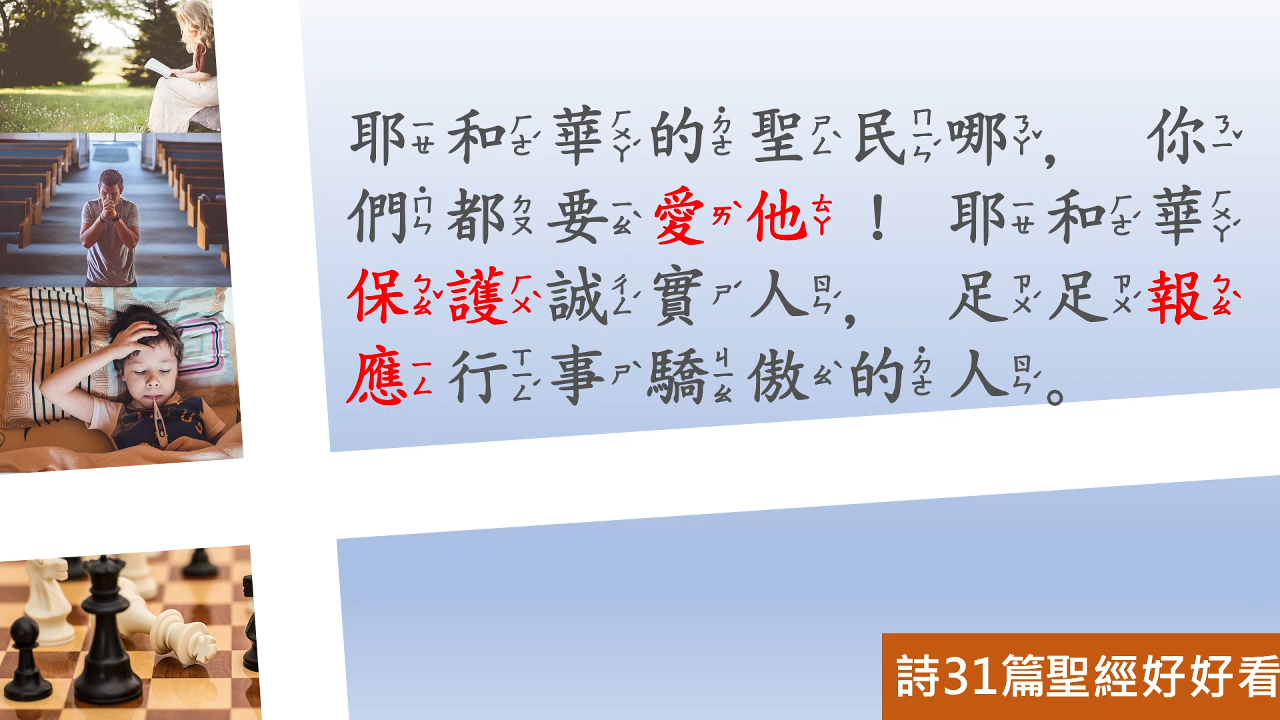 耶和華的聖民哪， 你
們都要愛他！ 耶和華
保護誠實人， 足足報
應行事驕傲的人。
詩31篇聖經好好看